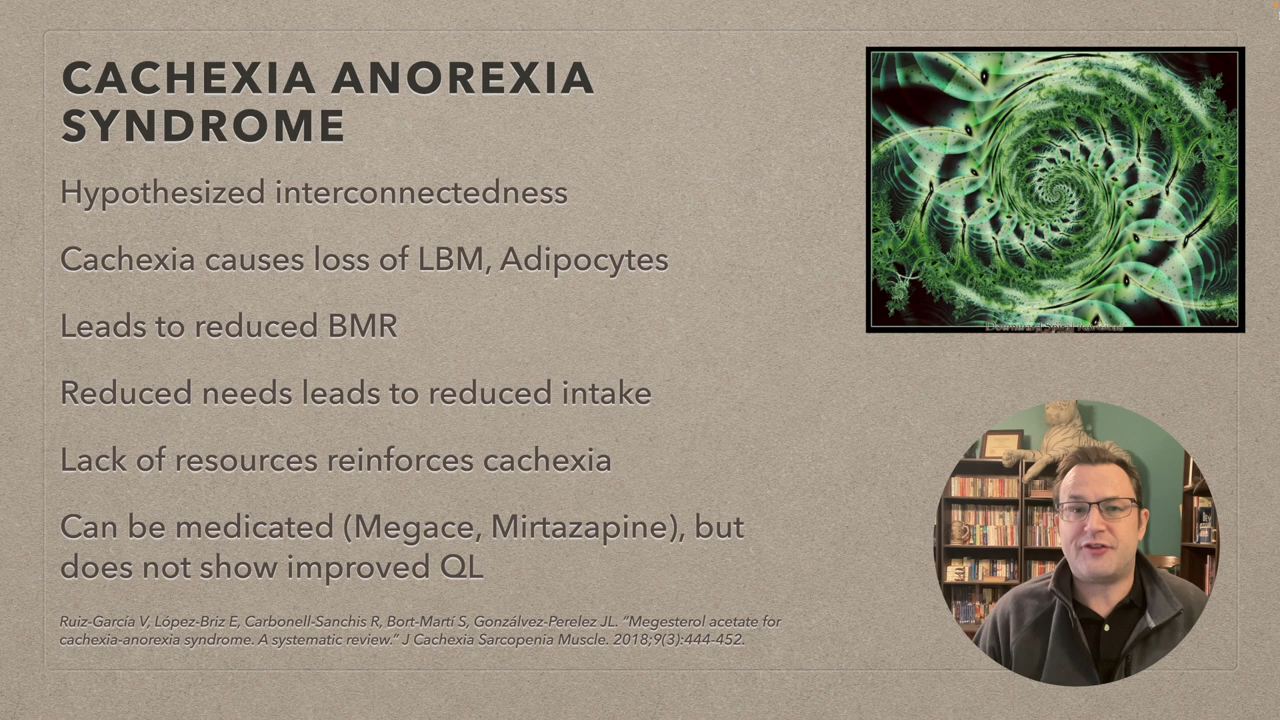 CACHEXIA ANOREXIA
SYNDROME
Hypothesized interconnectedness
Cachexia causes loss of LBM, Adipocytes
Leads to reduced BMR
Reduced needs leads to reduced intake
Lack of resources reinforces cachexia
Can be medicated (Megace, Mirtazapine), but
does not show improved QL
Ruiz-García V, López-Briz E, Carbonell-Sanchis R, Bort-Martí S, Gonzálvez-Perelez JL. “Megesterol acetate for
cachexia-anorexia syndrome. A systematic review.” J Cachexia Sarcopenia Muscle. 2018;9(3):444-452.